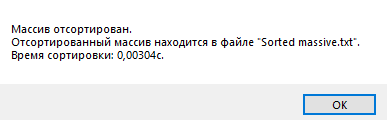 Массив отсортирован.
Отсортированный массив находится в файле "Sorted massive.txt".
Время сортировки: 0,00304с.
OK